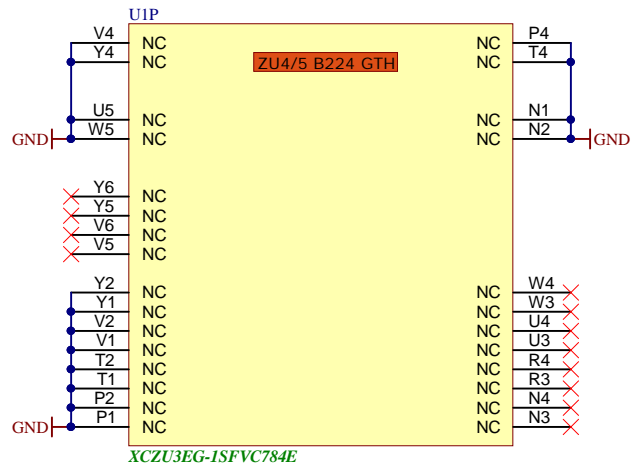 U1P
V4 NC NC P4
Y4 NC ZU4/5 B224 GTH NC T4
U5 NC NC N1
W5 NC NC N2
GND GND
Y6 NC
Y5 NC
V6 NC
V5 NC
Y2 NC NC W4
Y1 NC NC W3
V2 NC NC U4
V1 NC NC U3
T2 NC NC R4
T1 NC NC R3
P2 NC NC N4
GND P1 NC NC N3
XCZU3EG-1SFVC784E